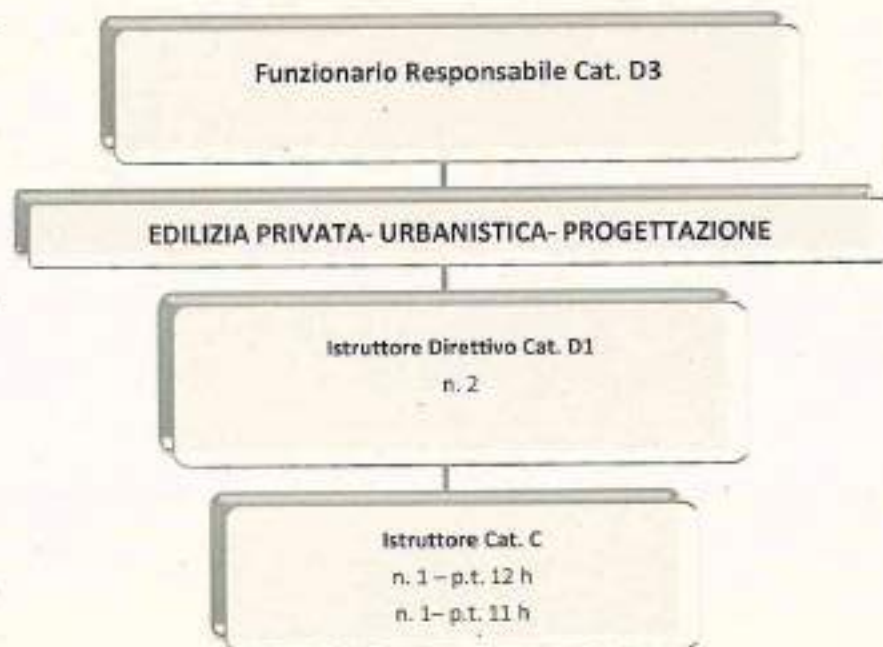 Funzionario Responsabile Cat. D3
EDILIZIA PRIVATA- URBANISTICA- PROGETTAZIONE
Istruttore Direttivo Cat. D1
n. 2
Istruttore Cat. C
n. 1 – p.t. 12 h
n. 1– p.t. 11 h